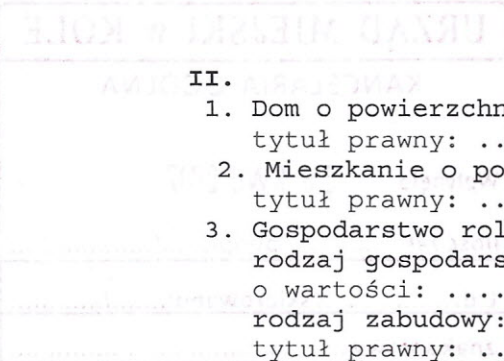 II.
1. Dom o powierzchn
tytuł prawny: ..
2. Mieszkanie o po
tytuł prawny: ..
3. Gospodarstwo rol
rodzaj gospodars
o wartości: ....
rodzaj zabudowy:
tytuł prawny: ..